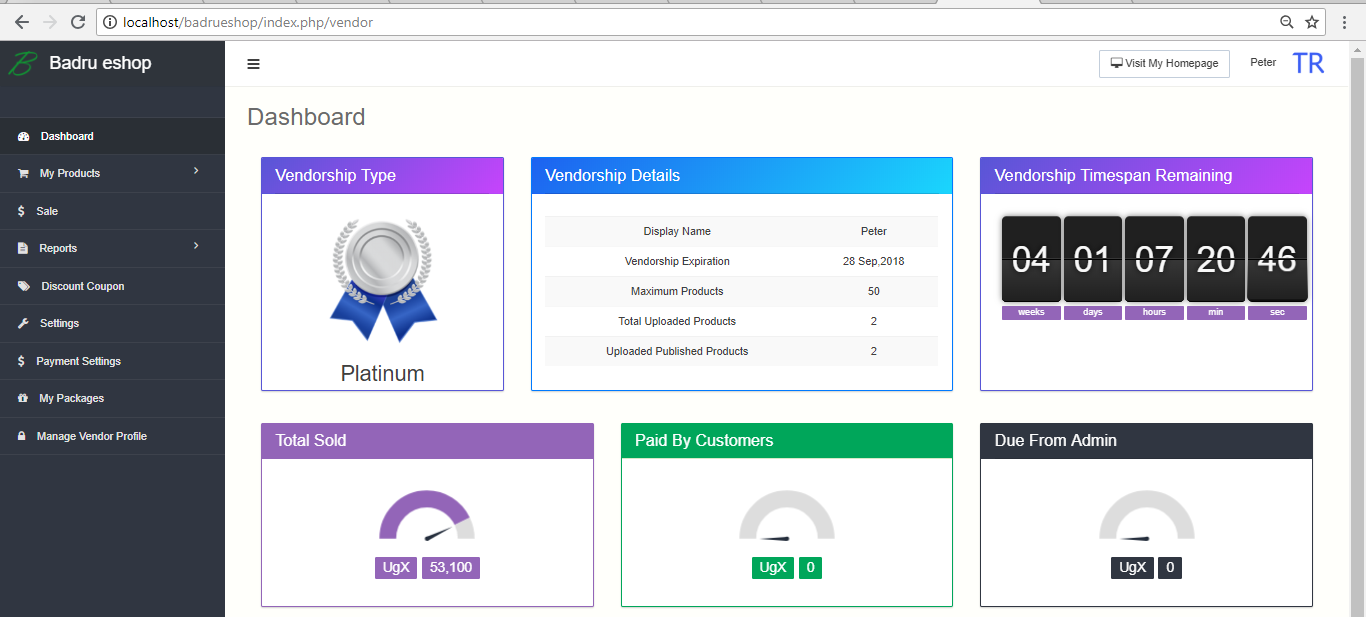 localhost/badrueshop/index.php/vendor
Badru eshop
Visit My Homepage
Peter
TR
Dashboard
My Products
Sale
Reports
Discount Coupon
Settings
Payment Settings
My Packages
Manage Vendor Profile
Dashboard
Vendorship Type
Platinum
Vendorship Details
Display Name Peter
Vendorship Expiration 28 Sep,2018
Maximum Products 50
Total Uploaded Products 2
Uploaded Published Products 2
Vendorship Timespan Remaining
04 01 07 20 46
weeks days hours min sec
Total Sold
UgX 53,100
Paid By Customers
UgX 0
Due From Admin
UgX 0